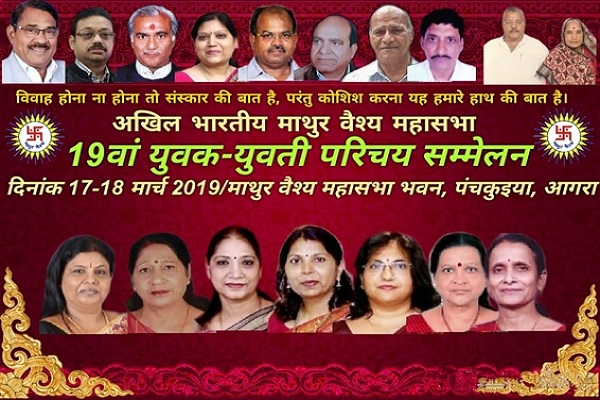 विवाह होना ना होना तो संस्कार की बात है, परंतु कोशिश करना यह हमारे हाथ की बात है।
अखिल भारतीय माथुर वैश्य महासभा
19वां युवक-युवती परिचय सम्मेलन
दिनांक 17-18 मार्च 2019/माथुर वैश्य महासभा भवन, पंचकुइया, आगरा